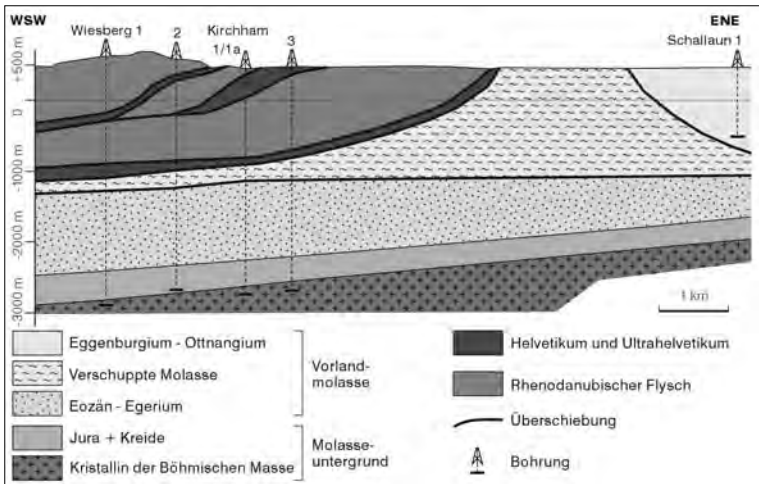 WSW
ENE
Wiesberg 1
2
Kirchham
1/1a
3
Schallaun 1
+500 m
0
1000 m
-2000 m
-3000 m
1 km
Eggenburgium - Ottnangium
Verschuppte Molasse
Eozän - Egerium
Vorland-
molasse
Jura + Kreide
Kristallin der Böhmischen Masse
Molasse-
untergrund
Helvetikum und Ultrahelvetikum
Rhenodanubischer Flysch
Überschiebung
Bohrung